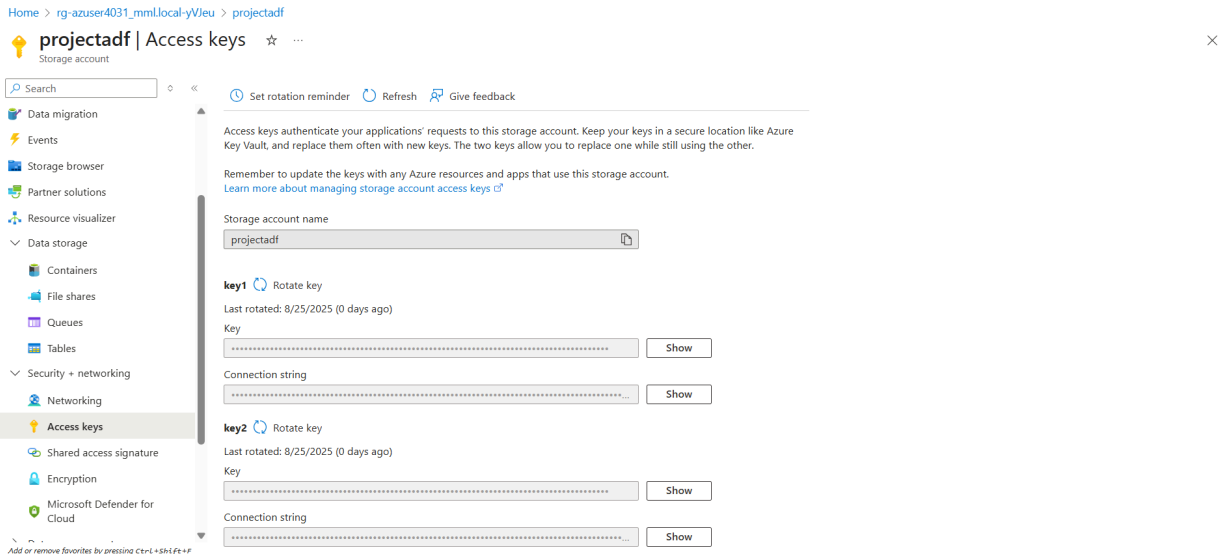 Home > rg-azuser4031_mml.local-yVJeu > projectadf
projectadf | Access keys
Storage account
Search
Set rotation reminder Refresh Give feedback
Data migration
Events
Storage browser
Partner solutions
Resource visualizer
Data storage
Containers
File shares
Queues
Tables
Security + networking
Networking
Access keys
Shared access signature
Encryption
Microsoft Defender for
Cloud
Add or remove favorites by pressing Ctrl+Shift+F
Access keys authenticate your applications' requests to this storage account. Keep your keys in a secure location like Azure
Key Vault, and replace them often with new keys. The two keys allow you to replace one while still using the other.
Remember to update the keys with any Azure resources and apps that use this storage account.
Learn more about managing storage account access keys
Storage account name
projectadf
key1 Rotate key
Last rotated: 8/25/2025 (0 days ago)
Key
Show
Connection string
Show
key2 Rotate key
Last rotated: 8/25/2025 (0 days ago)
Key
Show
Connection string
Show